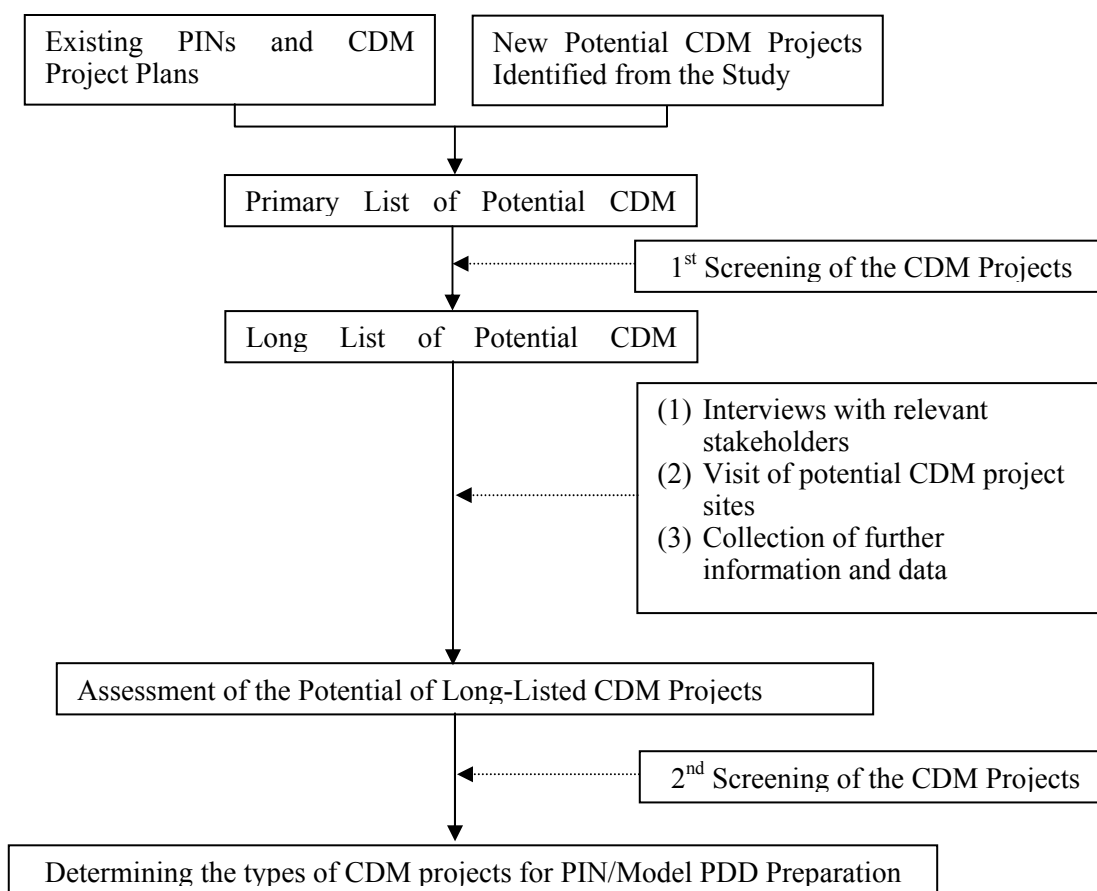 Existing PINs and CDM
Project Plans
New Potential CDM Projects
Identified from the Study
Primary List of Potential CDM
1st Screening of the CDM Projects
Long List of Potential CDM
(1) Interviews with relevant
stakeholders
(2) Visit of potential CDM project
sites
(3) Collection of further
information and data
Assessment of the Potential of Long-Listed CDM Projects
2nd Screening of the CDM Projects
Determining the types of CDM projects for PIN/Model PDD Preparation